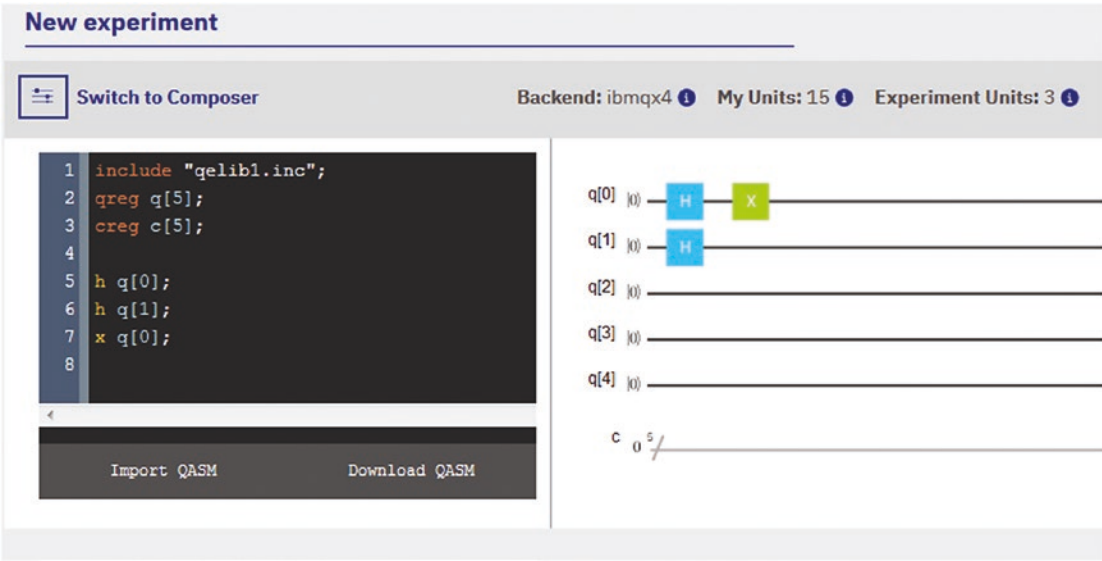 New experiment
Switch to Composer
Backend: ibmqx4 i My Units: 15 i Experiment Units: 3 i
1 include "qelib1.inc";
2 qreg q[5];
3 creg c[5];
4
5 h q[0];
6 h q[1];
7 x q[0];
8
Import QASM Download QASM
q[0] |0⟩ H X
q[1] |0⟩ H
q[2] |0⟩
q[3] |0⟩
q[4] |0⟩
c 0 5